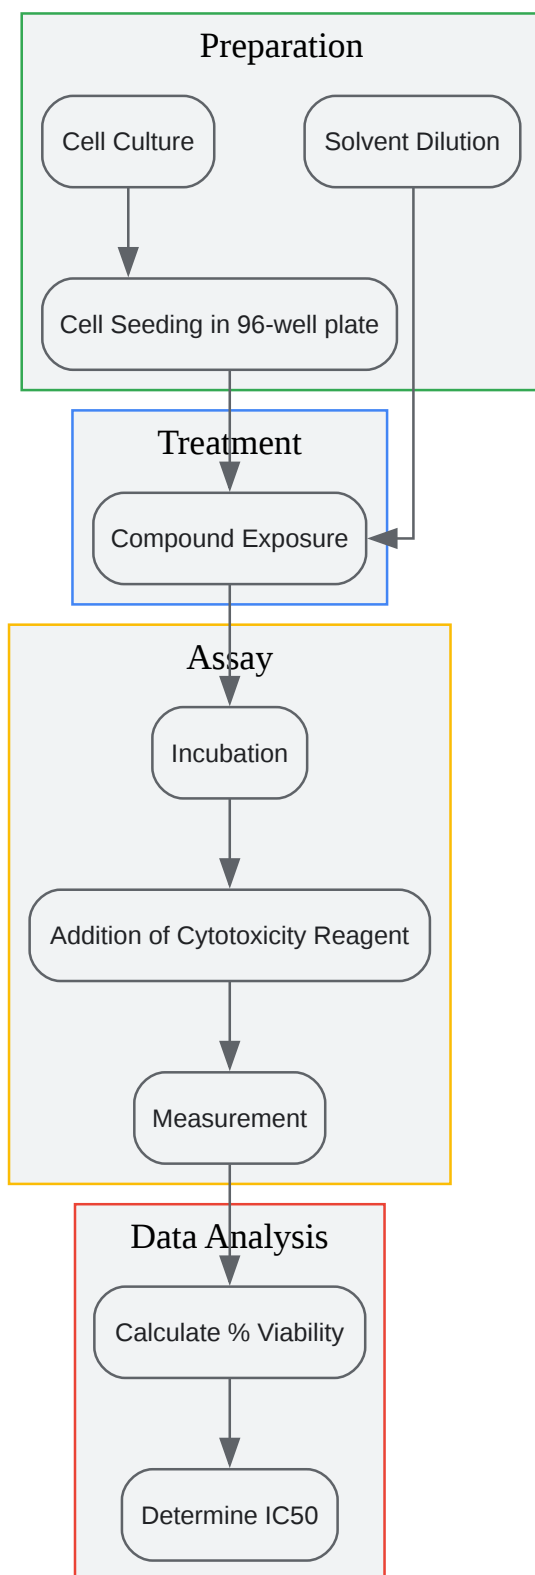 Preparation
Cell Culture
Solvent Dilution
Cell Seeding in 96-well plate
Treatment
Compound Exposure
Assay
Incubation
Addition of Cytotoxicity Reagent
Measurement
Data Analysis
Calculate % Viability
Determine IC50